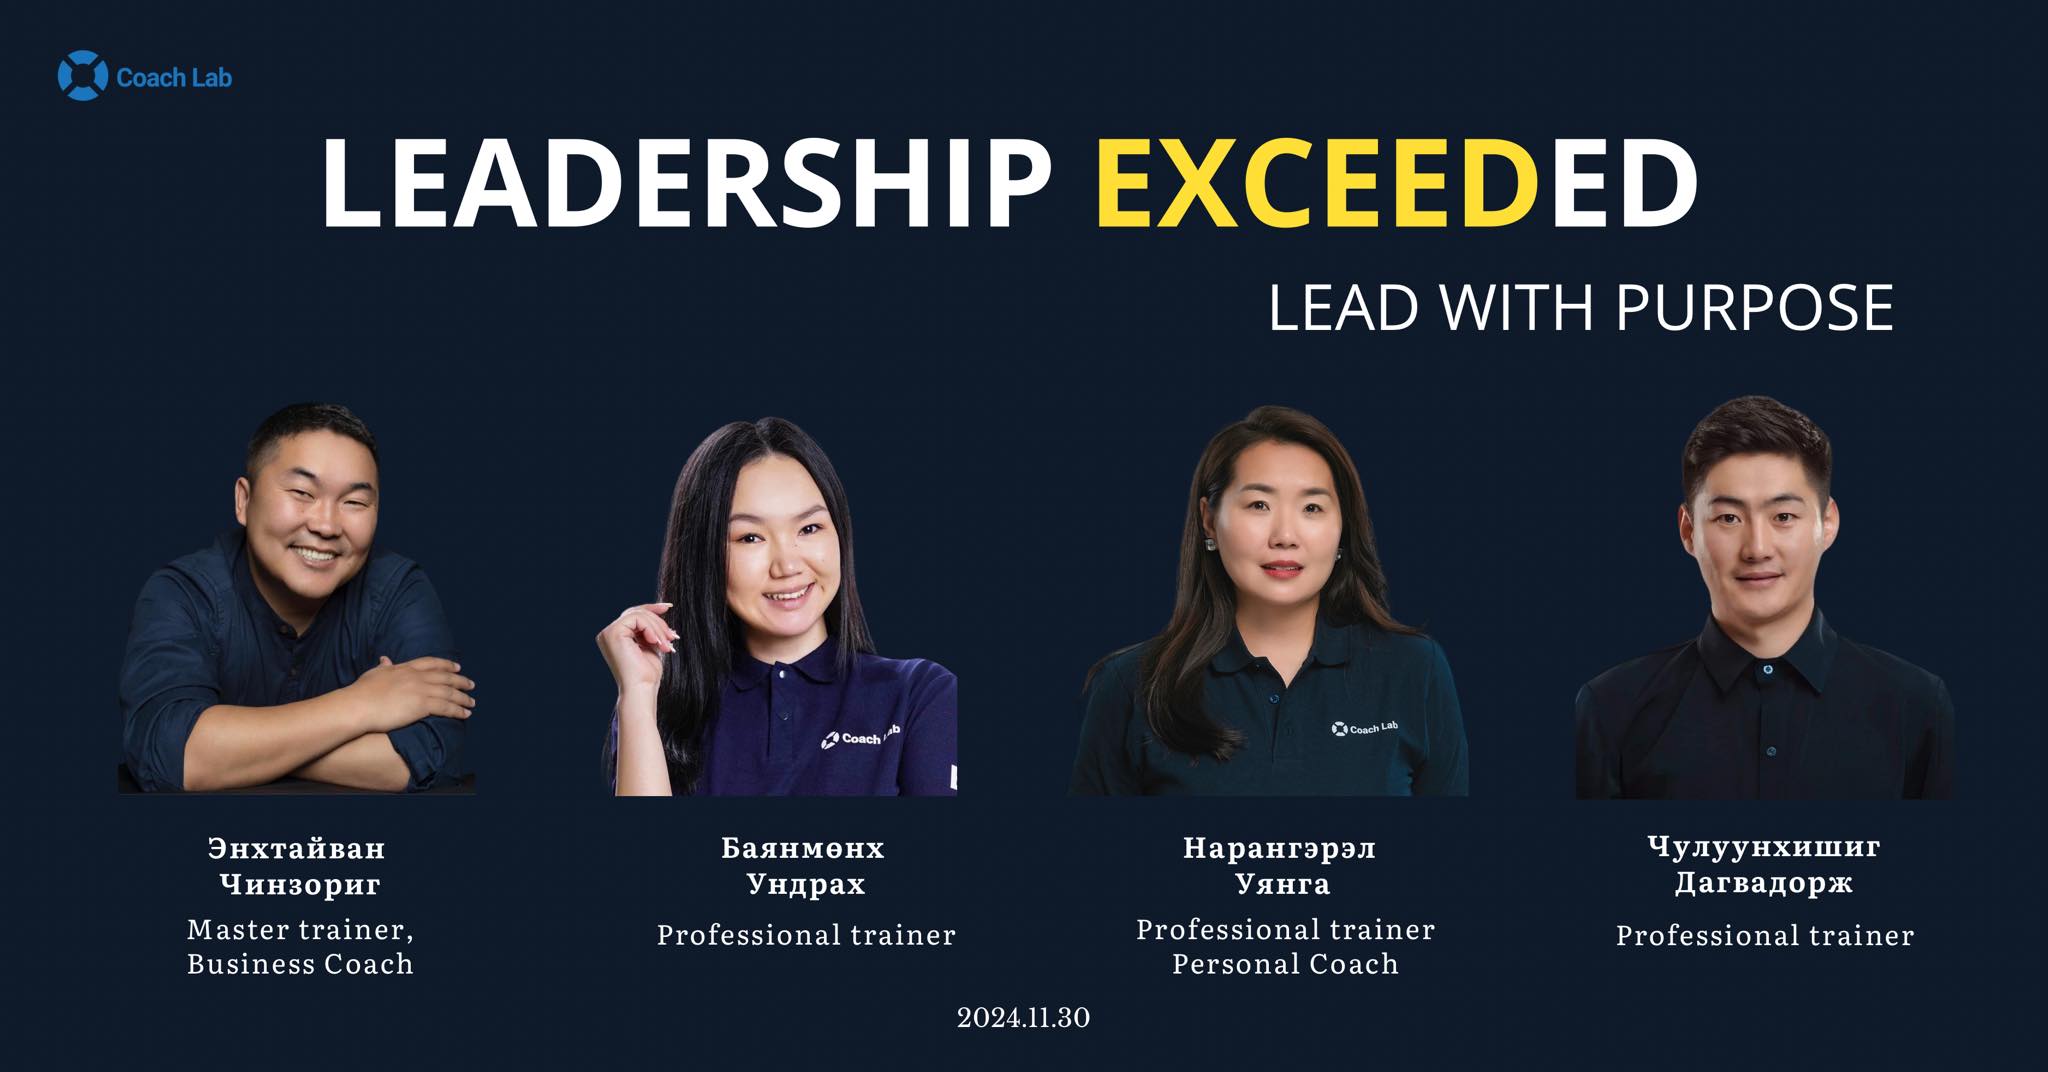 Coach Lab
LEADERSHIP EXCEEDED
LEAD WITH PURPOSE
Coach Lab
Coach Lab
Энхтайван
Чинзориг
Master trainer,
Business Coach
Баянмөнх
Ундрах
Professional trainer
Нарангэрэл
Уянга
Professional trainer
Personal Coach
Чулуунхишиг
Дагвадорж
Professional trainer
2024.11.30